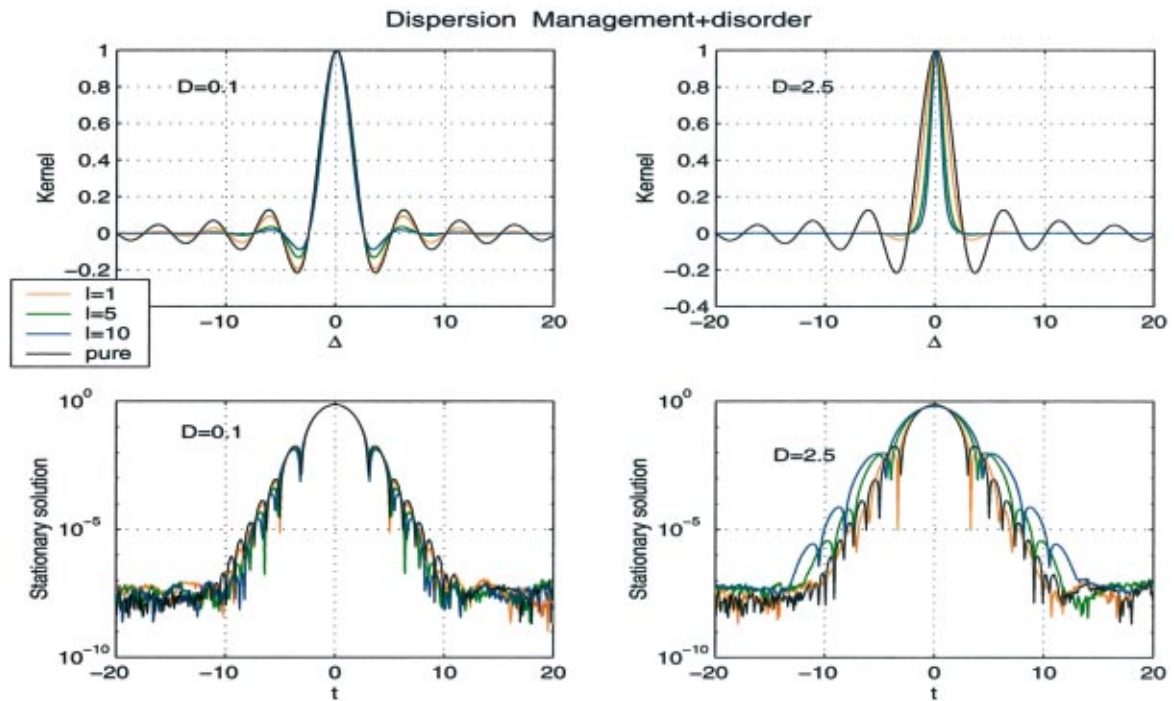 Dispersion Management+disorder
1
0.8
0.6
0.4
0.2
0
−0.2
Kernel
D=0.1
−10
0
10
20
Δ
1
0.8
0.6
0.4
0.2
0
−0.2
−0.4
Kernel
D=2.5
−20
−10
0
10
20
Δ
l=1
l=5
l=10
pure
10^0
10^−5
10^−10
Stationary solution
D=0.1
−20
−10
0
10
20
t
10^0
10^−5
10^−10
Stationary solution
D=2.5
−20
−10
0
10
20
t